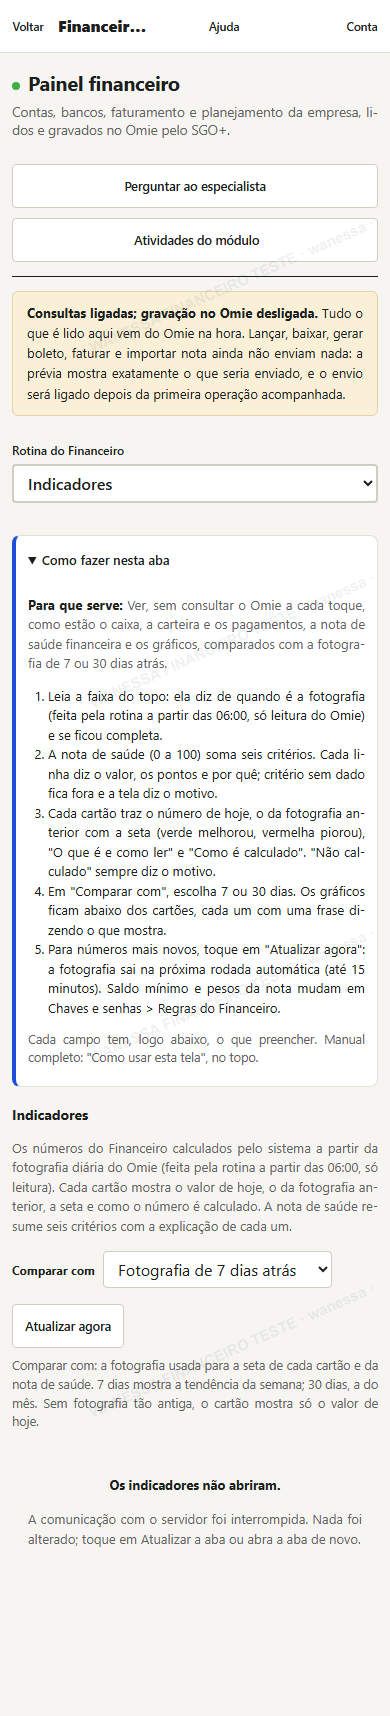 Voltar Financeir... Ajuda Conta
Painel financeiro
Contas, bancos, faturamento e planejamento da empresa, li-
dos e gravados no Omie pelo SGO+.
Perguntar ao especialista
Atividades do módulo
Consultas ligadas; gravação no Omie desligada. Tudo o
que é lido aqui vem do Omie na hora. Lançar, baixar, gerar
boleto, faturar e importar nota ainda não enviam nada: a
prévia mostra exatamente o que seria enviado, e o envio
será ligado depois da primeira operação acompanhada.
Rotina do Financeiro
Indicadores
▼ Como fazer nesta aba
Para que serve: Ver, sem consultar o Omie a cada toque,
como estão o caixa, a carteira e os pagamentos, a nota de
saúde financeira e os gráficos, comparados com a fotogra-
fia de 7 ou 30 dias atrás.
1. Leia a faixa do topo: ela diz de quando é a fotografia
(feita pela rotina a partir das 06:00, só leitura do Omie)
e se ficou completa.
2. A nota de saúde (0 a 100) soma seis critérios. Cada li-
nha diz o valor, os pontos e por quê; critério sem dado
fica fora e a tela diz o motivo.
3. Cada cartão traz o número de hoje, o da fotografia an-
terior com a seta (verde melhorou, vermelha piorou),
"O que é e como ler" e "Como é calculado". "Não cal-
culado" sempre diz o motivo.
4. Em "Comparar com", escolha 7 ou 30 dias. Os gráficos
ficam abaixo dos cartões, cada um com uma frase di-
zendo o que mostra.
5. Para números mais novos, toque em "Atualizar agora":
a fotografia sai na próxima rodada automática (até 15
minutos). Saldo mínimo e pesos da nota mudam em
Chaves e senhas > Regras do Financeiro.
Cada campo tem, logo abaixo, o que preencher. Manual
completo: "Como usar esta tela", no topo.
Indicadores
Os números do Financeiro calculados pelo sistema a partir da
fotografia diária do Omie (feita pela rotina a partir das 06:00, só
leitura). Cada cartão mostra o valor de hoje, o da fotografia an-
terior, a seta e como o número é calculado. A nota de saúde re-
sume seis critérios com a explicação de cada um.
Comparar com Fotografia de 7 dias atrás
Atualizar agora
Comparar com: a fotografia usada para a seta de cada cartão e da
nota de saúde. 7 dias mostra a tendência da semana; 30 dias, a do
mês. Sem fotografia tão antiga, o cartão mostra só o valor de
hoje.
Os indicadores não abriram.
A comunicação com o servidor foi interrompida. Nada foi
alterado; toque em Atualizar a aba ou abra a aba de novo.
WANESSA FINANCEIRO TESTE · wanessa ·
WANESSA FINANCEIRO TESTE · wanessa ·
WANESSA FINANCEIRO TESTE · wanessa ·
WANESSA FINANCEIRO TESTE · wanessa ·